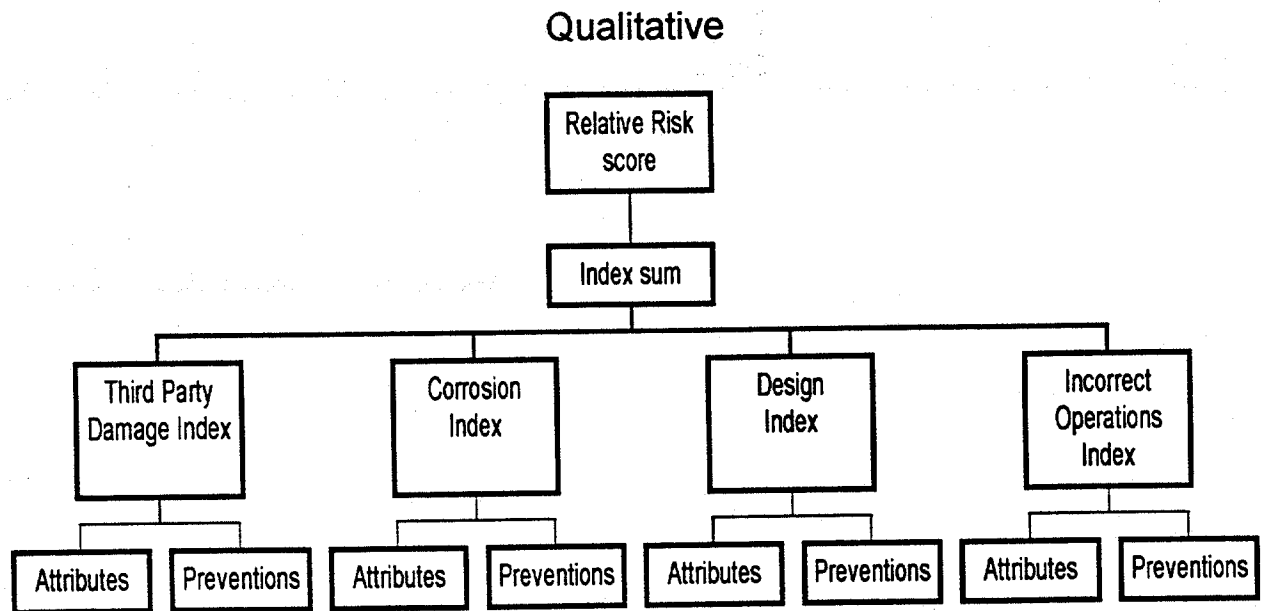 Qualitative
Relative Risk
score
Index sum
Third Party
Damage Index
Corrosion
Index
Design
Index
Incorrect
Operations
Index
Attributes
Preventions
Attributes
Preventions
Attributes
Preventions
Attributes
Preventions